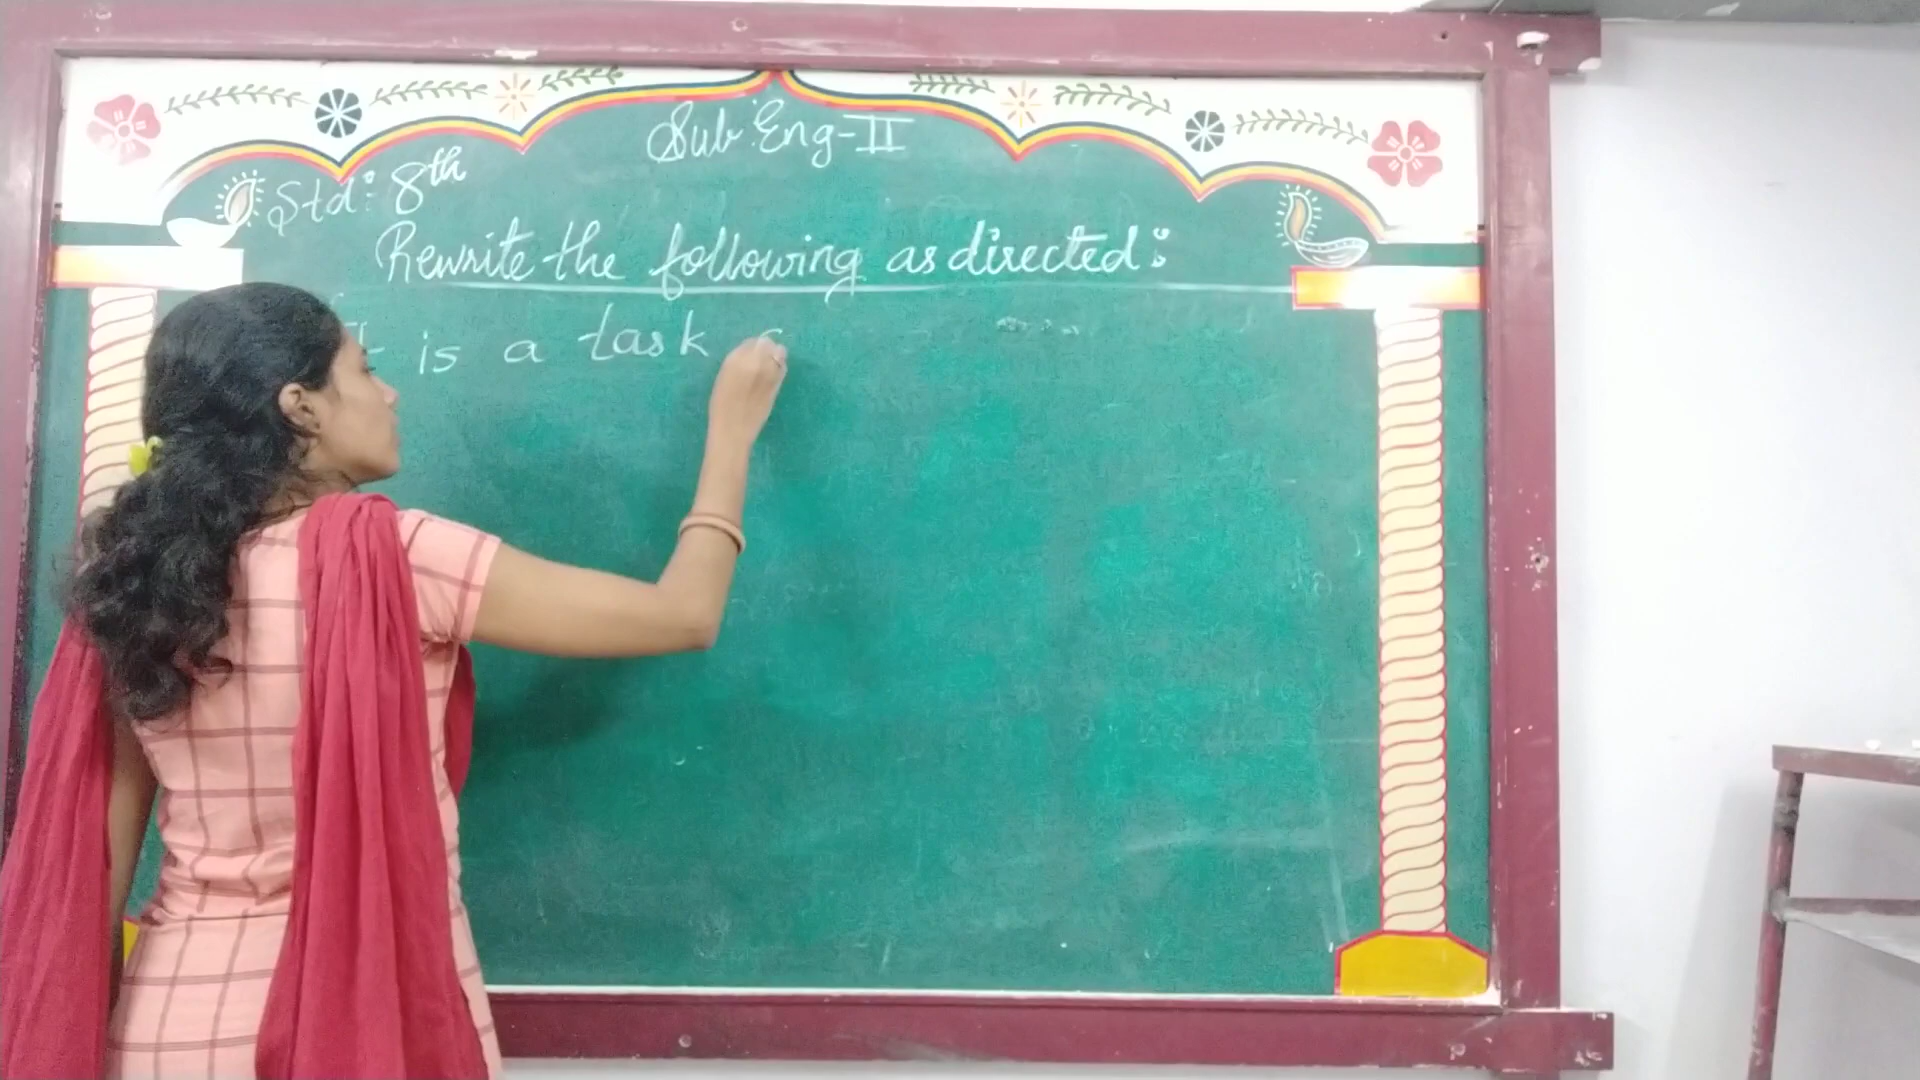 Sub: Eng-II
Std: 8th
Rewrite the following as directed:
is a task